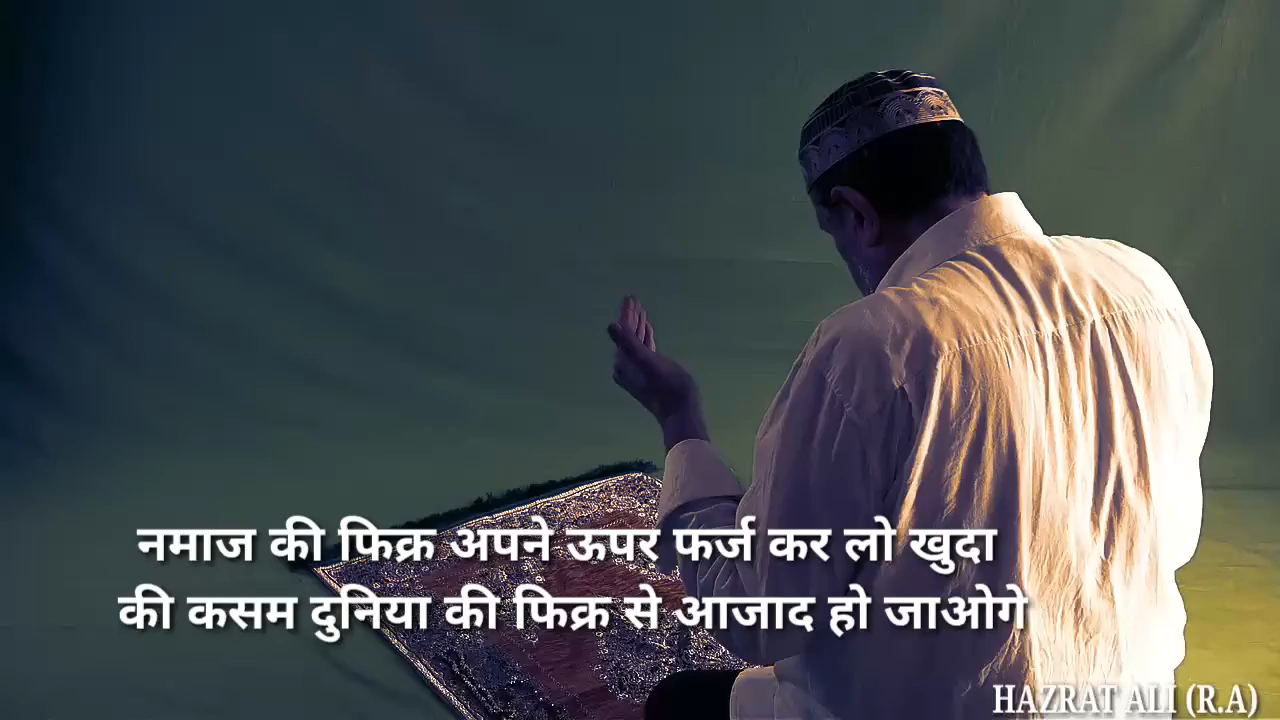 नमाज की फिक्र अपने ऊपर फर्ज कर लो खुदा
की कसम दुनिया की फिक्र से आजाद हो जाओगे
HAZRAT ALI (R.A)